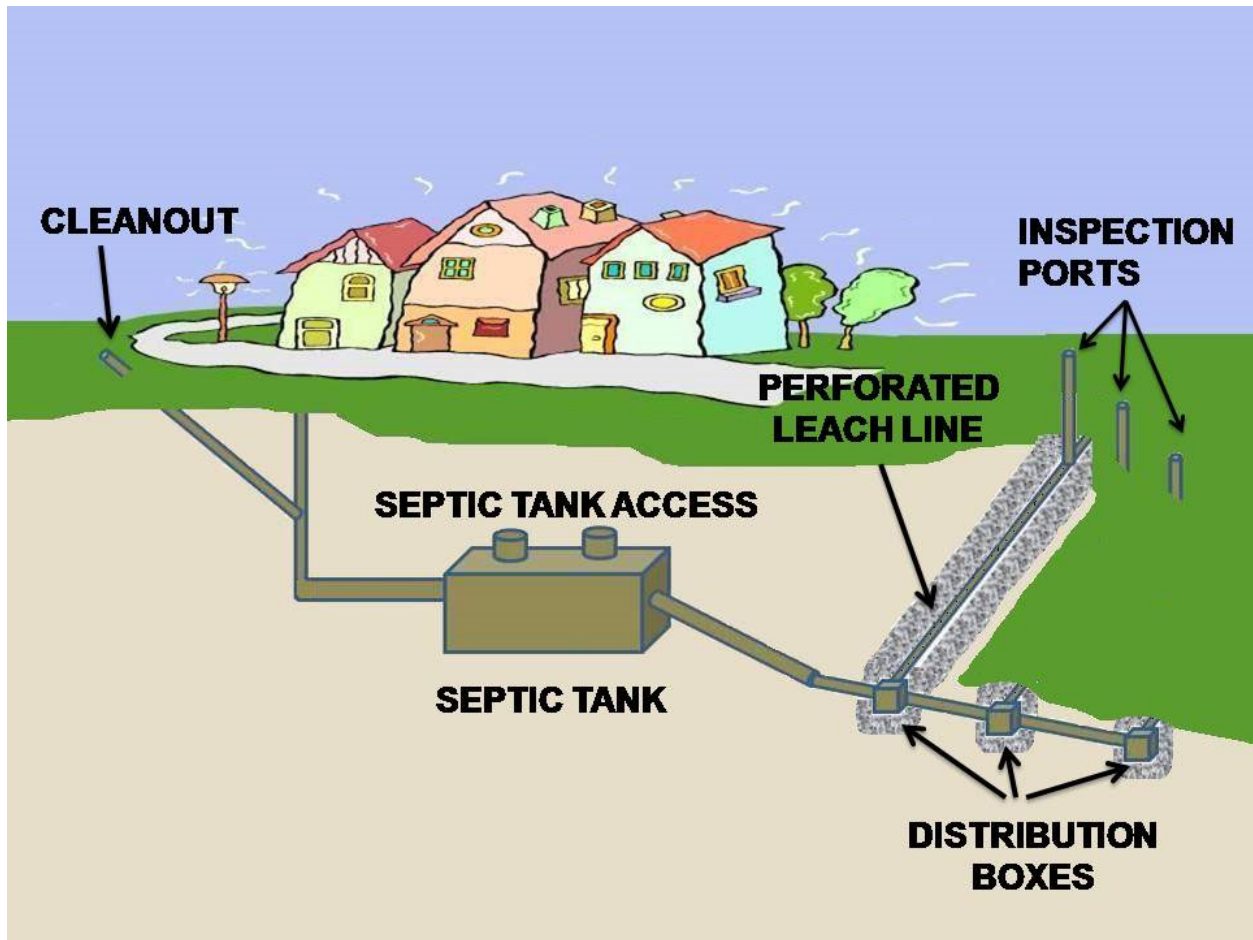 CLEANOUT
INSPECTION
PORTS
PERFORATED
LEACH LINE
SEPTIC TANK ACCESS
SEPTIC TANK
DISTRIBUTION
BOXES